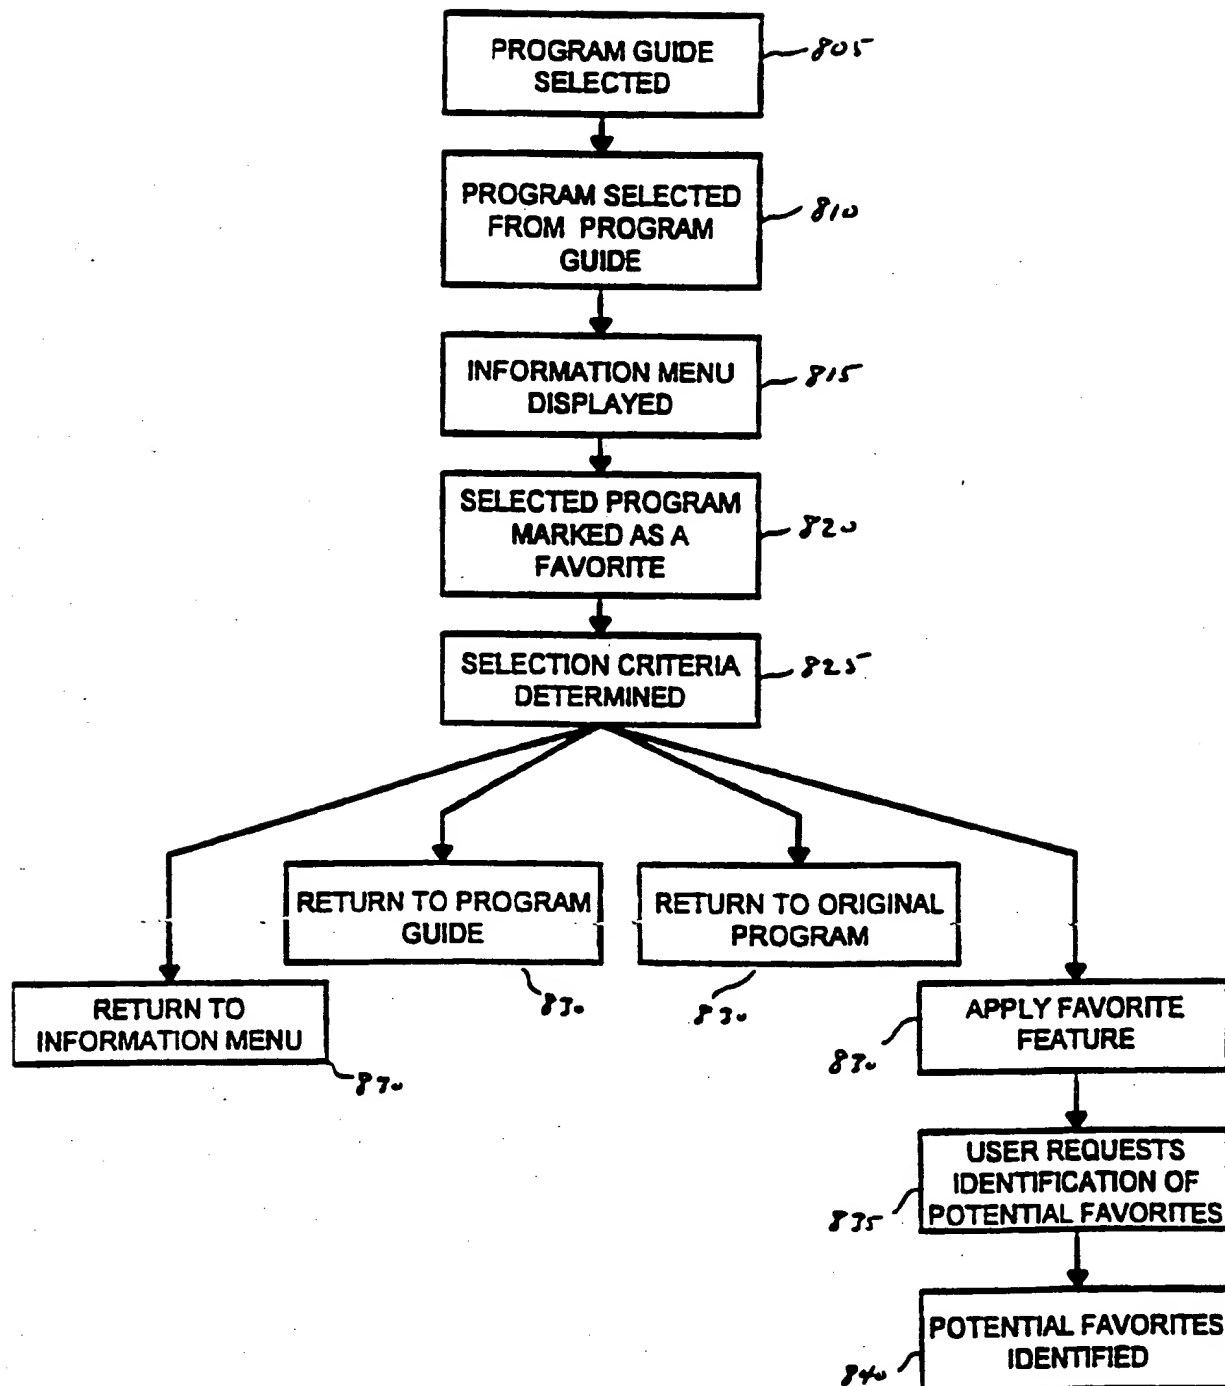 PROGRAM GUIDE
SELECTED
805
PROGRAM SELECTED
FROM PROGRAM
GUIDE
810
INFORMATION MENU
DISPLAYED
815
SELECTED PROGRAM
MARKED AS A
FAVORITE
820
SELECTION CRITERIA
DETERMINED
825
RETURN TO PROGRAM
GUIDE
830
RETURN TO ORIGINAL
PROGRAM
830
RETURN TO
INFORMATION MENU
830
APPLY FAVORITE
FEATURE
830
USER REQUESTS
IDENTIFICATION OF
POTENTIAL FAVORITES
835
POTENTIAL FAVORITES
IDENTIFIED
840